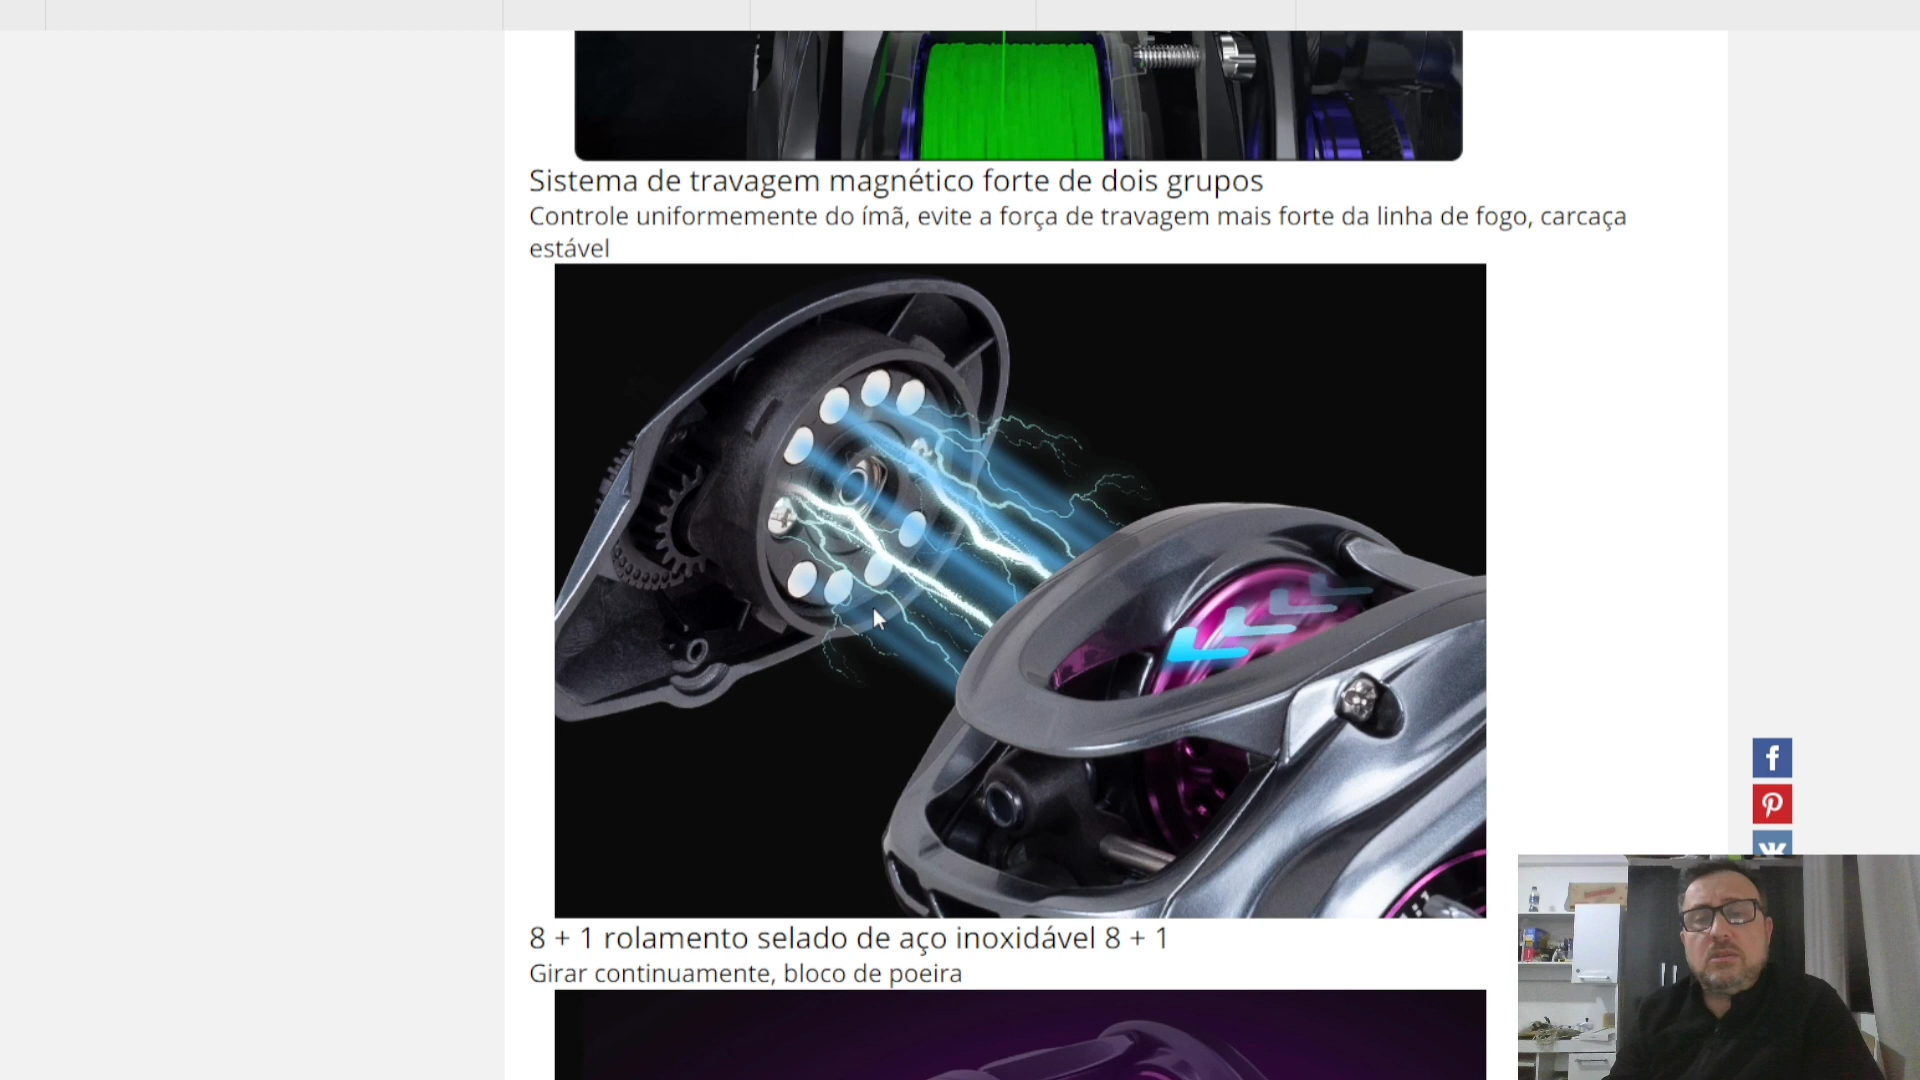 Sistema de travagem magnético forte de dois grupos
Controle uniformemente do ímã, evite a força de travagem mais forte da linha de fogo, carcaça
estável
8 + 1 rolamento selado de aço inoxidável 8 + 1
Girar continuamente, bloco de poeira